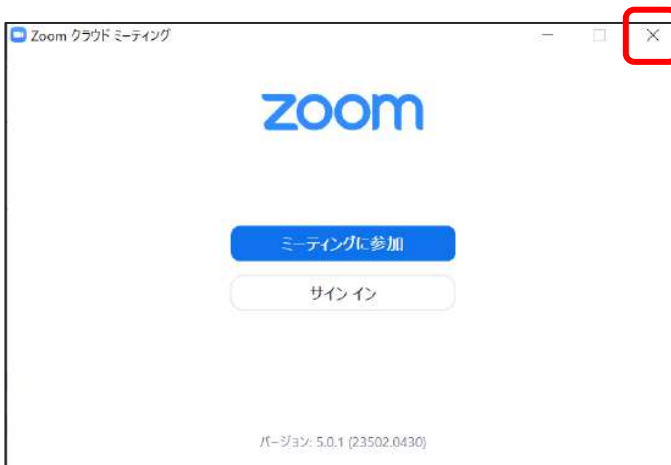 Zoom クラウド ミーティング
zoom
ミーティングに参加
サイン イン
バージョン: 5.0.1 (23502.0430)